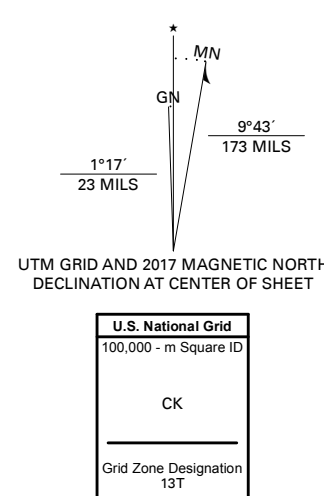 ★
MN
GN
9°43´
173 MILS
1°17´
23 MILS
UTM GRID AND 2017 MAGNETIC NORTH
DECLINATION AT CENTER OF SHEET
U.S. National Grid
100,000 - m Square ID
CK
Grid Zone Designation
13T